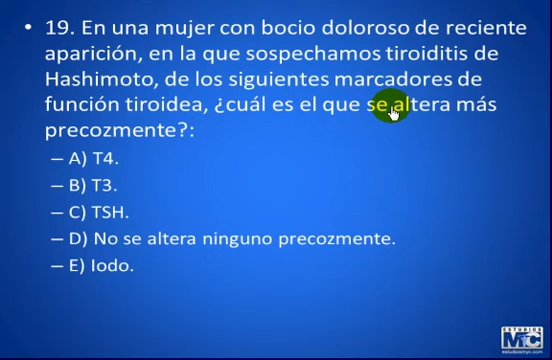 • 19. En una mujer con bocio doloroso de reciente
aparición, en la que sospechamos tiroiditis de
Hashimoto, de los siguientes marcadores de
función tiroidea, ¿cuál es el que se altera más
precozmente?:
– A) T4.
– B) T3.
– C) TSH.
– D) No se altera ninguno precozmente.
– E) Iodo.
ESTUDIOS
MyC
estudiosmyc.com